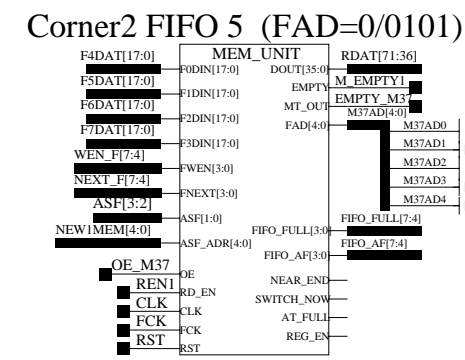 Corner2 FIFO 5 (FAD=0/0101)
MEM_UNIT
F4DAT[17:0]
F0DIN[17:0]
F5DAT[17:0]
F1DIN[17:0]
F6DAT[17:0]
F2DIN[17:0]
F7DAT[17:0]
F3DIN[17:0]
WEN_F[7:4]
FWEN[3:0]
NEXT_F[7:4]
FNEXT[3:0]
ASF[3:2]
ASF[1:0]
NEW1MEM[4:0]
ASF_ADR[4:0]
OE_M37
OE
REN1
RD_EN
CLK
CLK
FCK
FCK
RST
RST
RDAT[71:36]
DOUT[35:0]
M_EMPTY1
EMPTY
EMPTY_M37
MT_OUT
M37AD[4:0]
FAD[4:0]
M37AD0
M37AD1
M37AD2
M37AD3
M37AD4
FIFO_FULL[7:4]
FIFO_FULL[3:0]
FIFO_AF[7:4]
FIFO_AF[3:0]
NEAR_END
SWITCH_NOW
AT_FULL
REG_EN